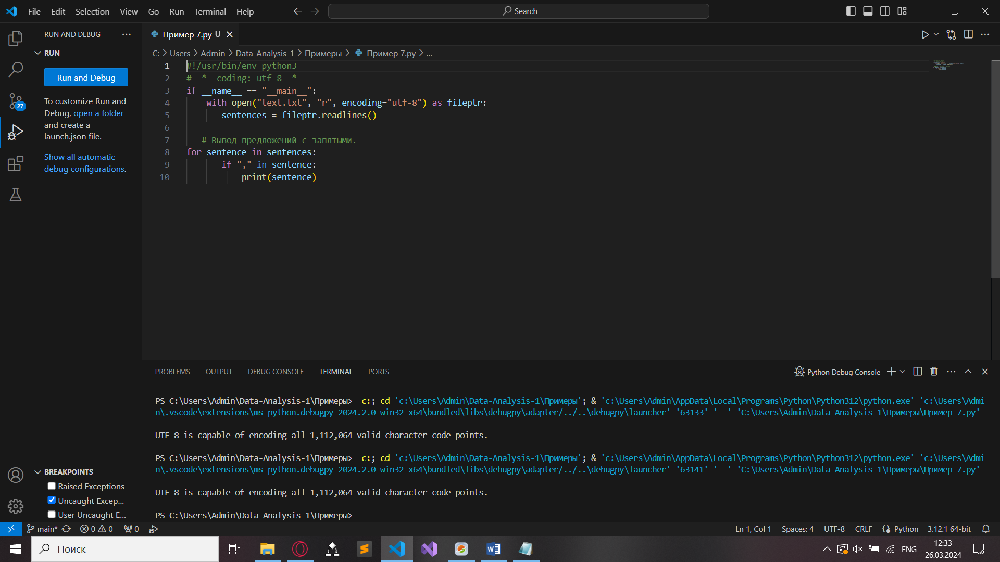 File Edit Selection View Go Run Terminal Help Search
RUN AND DEBUG ...
Пример 7.py U
RUN
C: > Users > Admin > Data-Analysis-1 > Примеры > Пример 7.py > ...
Run and Debug
To customize Run and
Debug, open a folder
and create a
launch.json file.
Show all automatic
debug configurations.
1 #!/usr/bin/env python3
2 # -*- coding: utf-8 -*-
3 if __name__ == "__main__":
4 with open("text.txt", "r", encoding="utf-8") as fileptr:
5 sentences = fileptr.readlines()
6
7 # Вывод предложений с запятыми.
8 for sentence in sentences:
9 if "," in sentence:
10 print(sentence)
27
PROBLEMS OUTPUT DEBUG CONSOLE TERMINAL PORTS
Python Debug Console
PS C:\Users\Admin\Data-Analysis-1\Примеры> c:; cd 'c:\Users\Admin\Data-Analysis-1\Примеры'; & 'c:\Users\Admin\AppData\Local\Programs\Python\Python312\python.exe' 'c:\Users\Admi
n\.vscode\extensions\ms-python.debugpy-2024.2.0-win32-x64\bundled\libs\debugpy\adapter/../..\debugpy\launcher' '63133' '--' 'C:\Users\Admin\Data-Analysis-1\Примеры\Пример 7.py'
UTF-8 is capable of encoding all 1,112,064 valid character code points.
PS C:\Users\Admin\Data-Analysis-1\Примеры> c:; cd 'c:\Users\Admin\Data-Analysis-1\Примеры'; & 'c:\Users\Admin\AppData\Local\Programs\Python\Python312\python.exe' 'c:\Users\Admi
n\.vscode\extensions\ms-python.debugpy-2024.2.0-win32-x64\bundled\libs\debugpy\adapter/../..\debugpy\launcher' '63141' '--' 'C:\Users\Admin\Data-Analysis-1\Примеры\Пример 7.py'
UTF-8 is capable of encoding all 1,112,064 valid character code points.
PS C:\Users\Admin\Data-Analysis-1\Примеры>
BREAKPOINTS
Raised Exceptions
Uncaught Excep...
User Uncaught E...
main* 0 0 0
Ln 1, Col 1 Spaces: 4 UTF-8 CRLF Python 3.12.1 64-bit
Поиск
ENG
12:33
26.03.2024